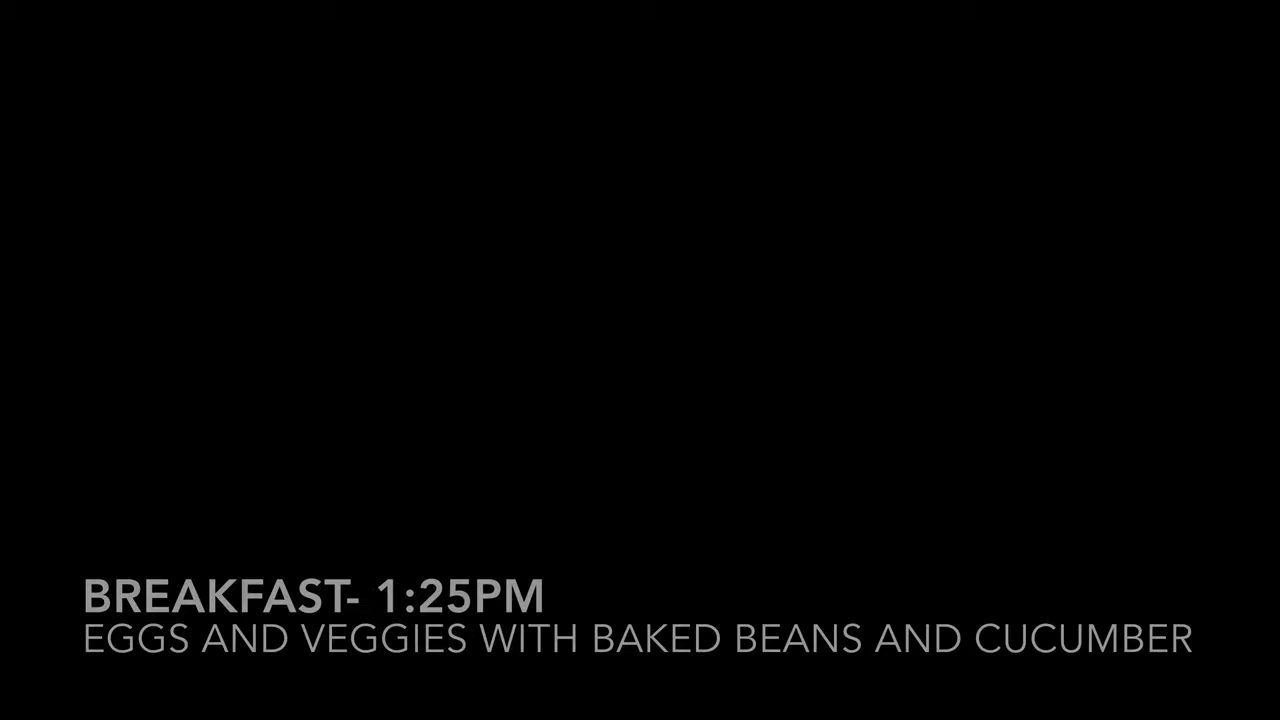 BREAKFAST- 1:25PM
EGGS AND VEGGIES WITH BAKED BEANS AND CUCUMBER